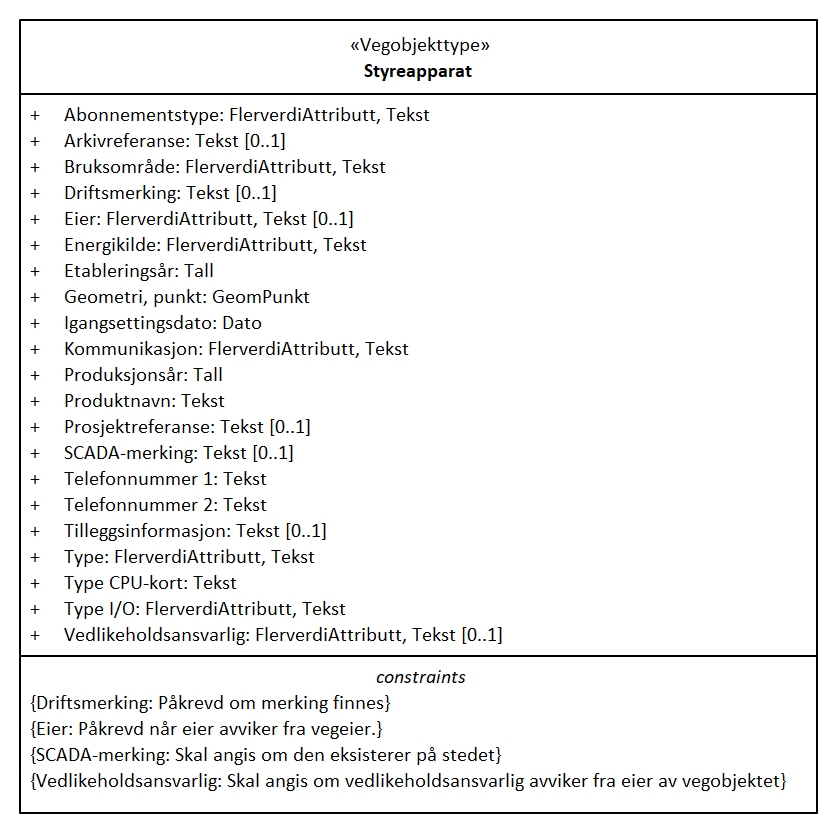 «Vegobjekttype»
Styreapparat
+ Abonnementstype: FlerverdiAttributt, Tekst
+ Arkivreferanse: Tekst [0..1]
+ Bruksområde: FlerverdiAttributt, Tekst
+ Driftsmerking: Tekst [0..1]
+ Eier: FlerverdiAttributt, Tekst [0..1]
+ Energikilde: FlerverdiAttributt, Tekst
+ Etableringsår: Tall
+ Geometri, punkt: GeomPunkt
+ Igangsettingsdato: Dato
+ Kommunikasjon: FlerverdiAttributt, Tekst
+ Produksjonsår: Tall
+ Produktnavn: Tekst
+ Prosjektreferanse: Tekst [0..1]
+ SCADA-merking: Tekst [0..1]
+ Telefonnummer 1: Tekst
+ Telefonnummer 2: Tekst
+ Tilleggsinformasjon: Tekst [0..1]
+ Type: FlerverdiAttributt, Tekst
+ Type CPU-kort: Tekst
+ Type I/O: FlerverdiAttributt, Tekst
+ Vedlikeholdsansvarlig: FlerverdiAttributt, Tekst [0..1]
constraints
{Driftsmerking: Påkrevd om merking finnes}
{Eier: Påkrevd når eier avviker fra vegeier.}
{SCADA-merking: Skal angis om den eksisterer på stedet}
{Vedlikeholdsansvarlig: Skal angis om vedlikeholdsansvarlig avviker fra eier av vegobjektet}